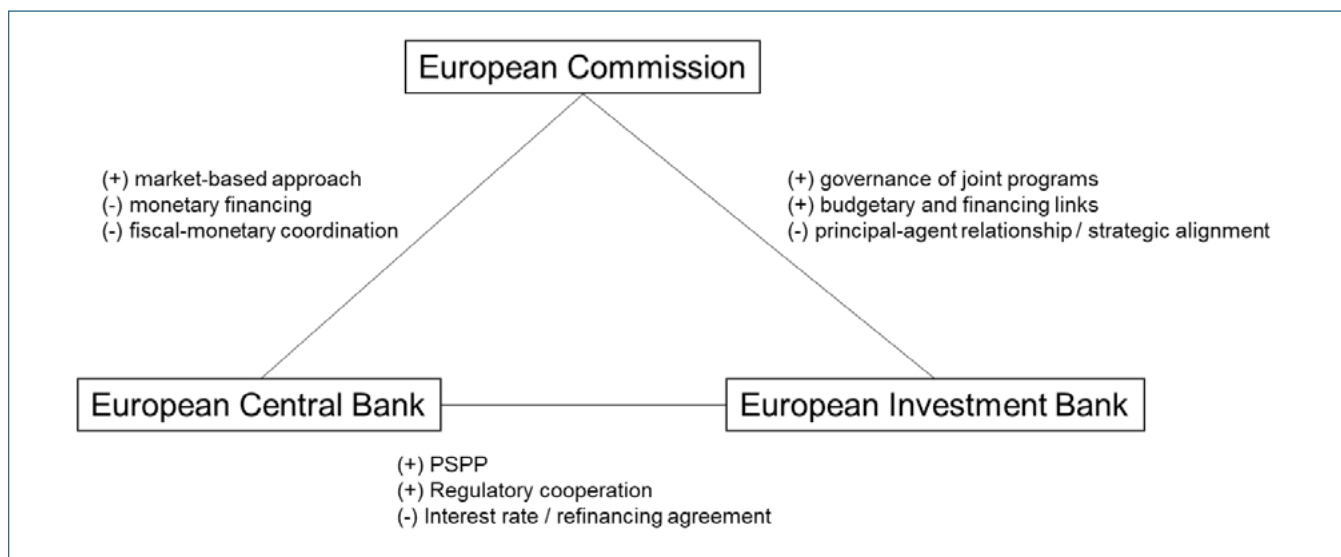 European Commission
(+) market-based approach
(-) monetary financing
(-) fiscal-monetary coordination
(+) governance of joint programs
(+) budgetary and financing links
(-) principal-agent relationship / strategic alignment
European Central Bank
European Investment Bank
(+) PSPP
(+) Regulatory cooperation
(-) Interest rate / refinancing agreement